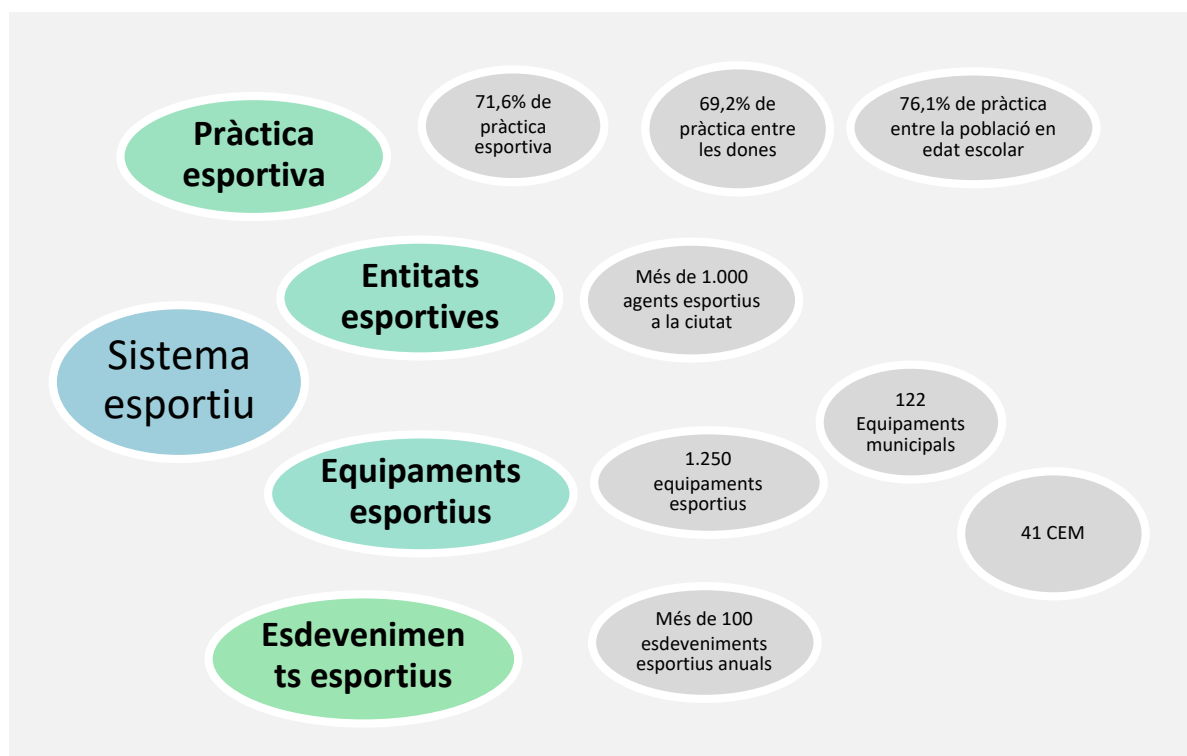 Pràctica
esportiva
71,6% de
pràctica
esportiva
69,2% de
pràctica entre
les dones
76,1% de pràctica
entre la població en
edat escolar
Entitats
esportives
Més de 1.000
agents esportius
a la ciutat
Sistema
esportiu
Equipaments
esportius
1.250
equipaments
esportius
122
Equipaments
municipals
41 CEM
Esdevenimen
ts esportius
Més de 100
esdeveniments
esportius anuals